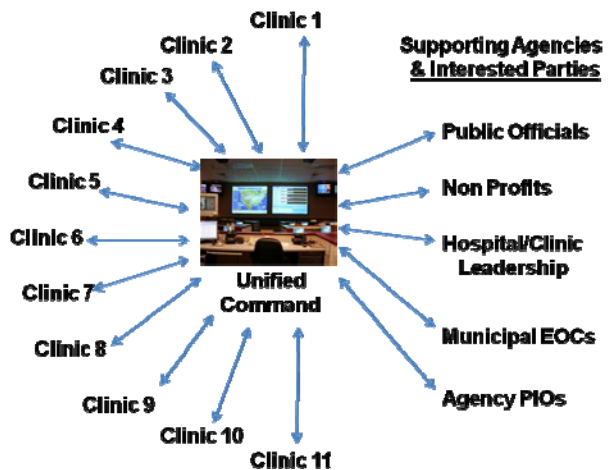 Clinic 1
Clinic 2
Clinic 3
Clinic 4
Clinic 5
Clinic 6
Clinic 7
Clinic 8
Clinic 9
Clinic 10
Clinic 11
Unified
Command
Supporting Agencies
& Interested Parties
Public Officials
Non Profits
Hospital/Clinic
Leadership
Municipal EOCs
Agency PIOs